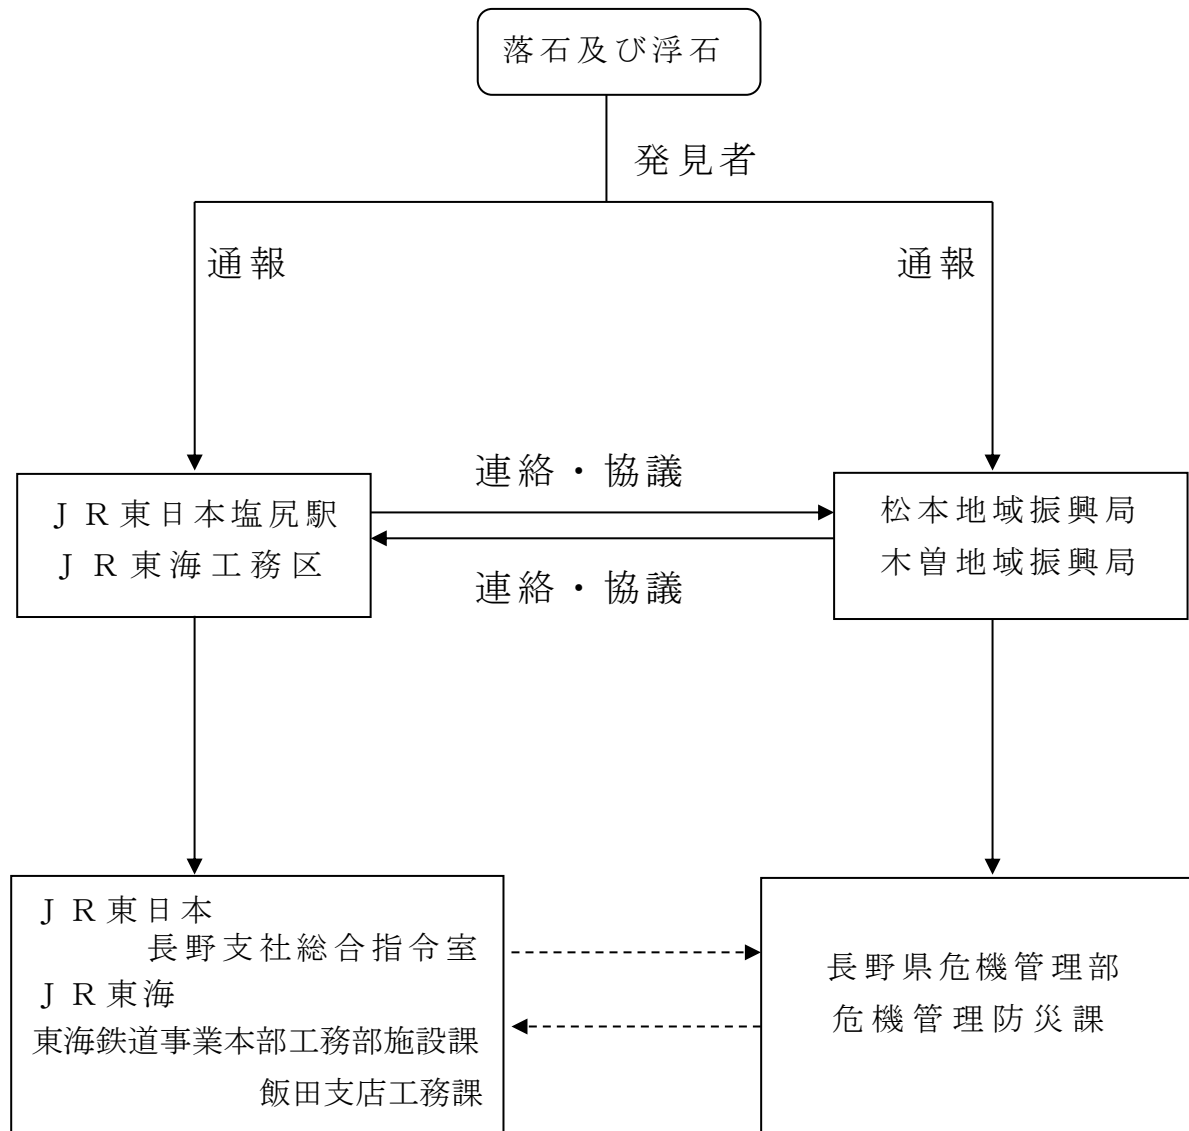 落石及び浮石
発見者
通報
通報
連絡・協議
ＪＲ東日本塩尻駅
ＪＲ東海工務区
松本地域振興局
木曽地域振興局
連絡・協議
ＪＲ東日本
長野支社総合指令室
ＪＲ東海
東海鉄道事業本部工務部施設課
飯田支店工務課
長野県危機管理部
危機管理防災課